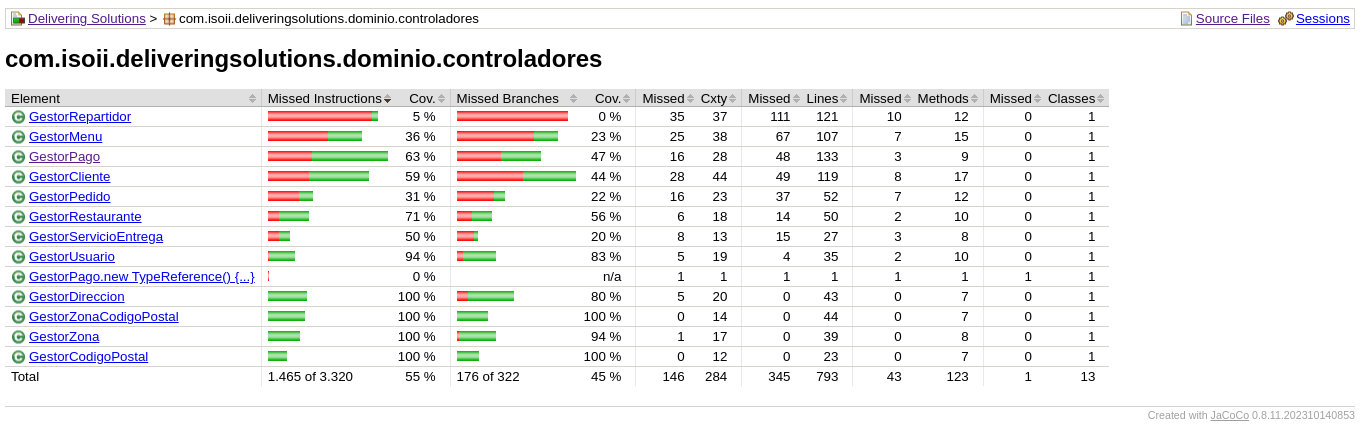 Delivering Solutions > com.isoii.deliveringsolutions.dominio.controladores Source Files Sessions
com.isoii.deliveringsolutions.dominio.controladores
Element Missed Instructions Cov. Missed Branches Cov. Missed Cxty Missed Lines Missed Methods Missed Classes
GestorRepartidor 5 % 0 % 35 37 111 121 10 12 0 1
GestorMenu 36 % 23 % 25 38 67 107 7 15 0 1
GestorPago 63 % 47 % 16 28 48 133 3 9 0 1
GestorCliente 59 % 44 % 28 44 49 119 8 17 0 1
GestorPedido 31 % 22 % 16 23 37 52 7 12 0 1
GestorRestaurante 71 % 56 % 6 18 14 50 2 10 0 1
GestorServicioEntrega 50 % 20 % 8 13 15 27 3 8 0 1
GestorUsuario 94 % 83 % 5 19 4 35 2 10 0 1
GestorPago.new TypeReference() {...} 0 % n/a 1 1 1 1 1 1 1 1
GestorDireccion 100 % 80 % 5 20 0 43 0 7 0 1
GestorZonaCodigoPostal 100 % 100 % 0 14 0 44 0 7 0 1
GestorZona 100 % 94 % 1 17 0 39 0 8 0 1
GestorCodigoPostal 100 % 100 % 0 12 0 23 0 7 0 1
Total 1.465 of 3.320 55 % 176 of 322 45 % 146 284 345 793 43 123 1 13
Created with JaCoCo 0.8.11.202310140853